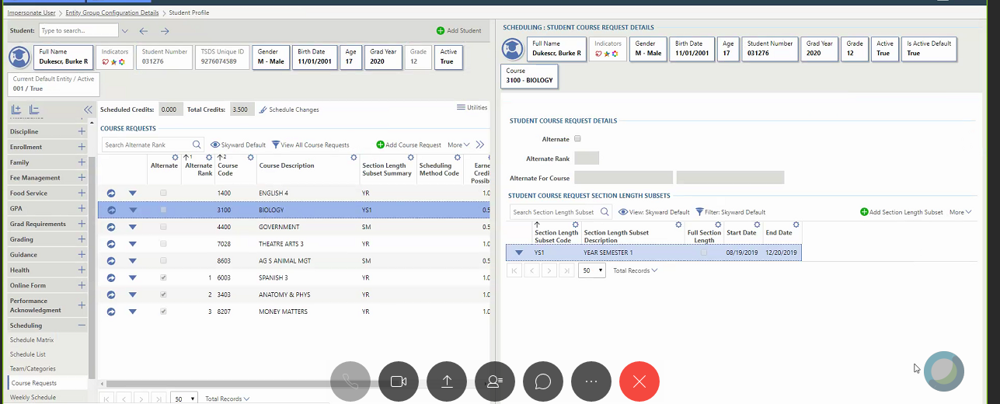 Impersonate User > Entity Group Configuration Details > Student Profile
Student: Type to search...
Add Student
Full Name
Dukescr, Burke R
Indicators
Student Number
031276
TSDS Unique ID
9276074589
Gender
M - Male
Birth Date
11/01/2001
Age
17
Grad Year
2020
Grade
12
Active
True
Current Default Entity / Active
001 / True
Discipline
Enrollment
Family
Fee Management
Food Service
GPA
Grad Requirements
Grading
Guidance
Health
Online Form
Performance
Acknowledgment
Scheduling
Schedule Matrix
Schedule List
Team/Categories
Course Requests
Weekly Schedule
Scheduled Credits: 0.000 Total Credits: 3.500 Schedule Changes
Utilities
COURSE REQUESTS
Search Alternate Rank Skyward Default View All Course Requests Add Course Request More
Alternate
1 Alternate Rank
2 Course Code
Course Description
Section Length Subset Summary
Scheduling Method Code
Earne
Credi
Possib
1400 ENGLISH 4 YR 1.0
3100 BIOLOGY YS1 0.5
4400 GOVERNMENT SM 0.5
7028 THEATRE ARTS 3 YR 1.0
8603 AG S ANIMAL MGT SM 0.5
1 6003 SPANISH 3 YR 1.0
2 3403 ANATOMY & PHYS YR 1.0
3 8207 MONEY MATTERS YR 1.0
50 Total Records
SCHEDULING : STUDENT COURSE REQUEST DETAILS
Full Name
Dukescr, Burke R
Indicators
Gender
M - Male
Birth Date
11/01/2001
Age
17
Student Number
031276
Grad Year
2020
Grade
12
Active
True
Is Active Default
True
Course
3100 - BIOLOGY
STUDENT COURSE REQUEST DETAILS
Alternate
Alternate Rank
Alternate For Course
STUDENT COURSE REQUEST SECTION LENGTH SUBSETS
Search Section Length Subset View: Skyward Default Filter: Skyward Default Add Section Length Subset More
Section Length Subset Code
Section Length Subset Description
Full Section Length
Start Date
End Date
YS1 YEAR SEMESTER 1 08/19/2019 12/20/2019
50 Total Records